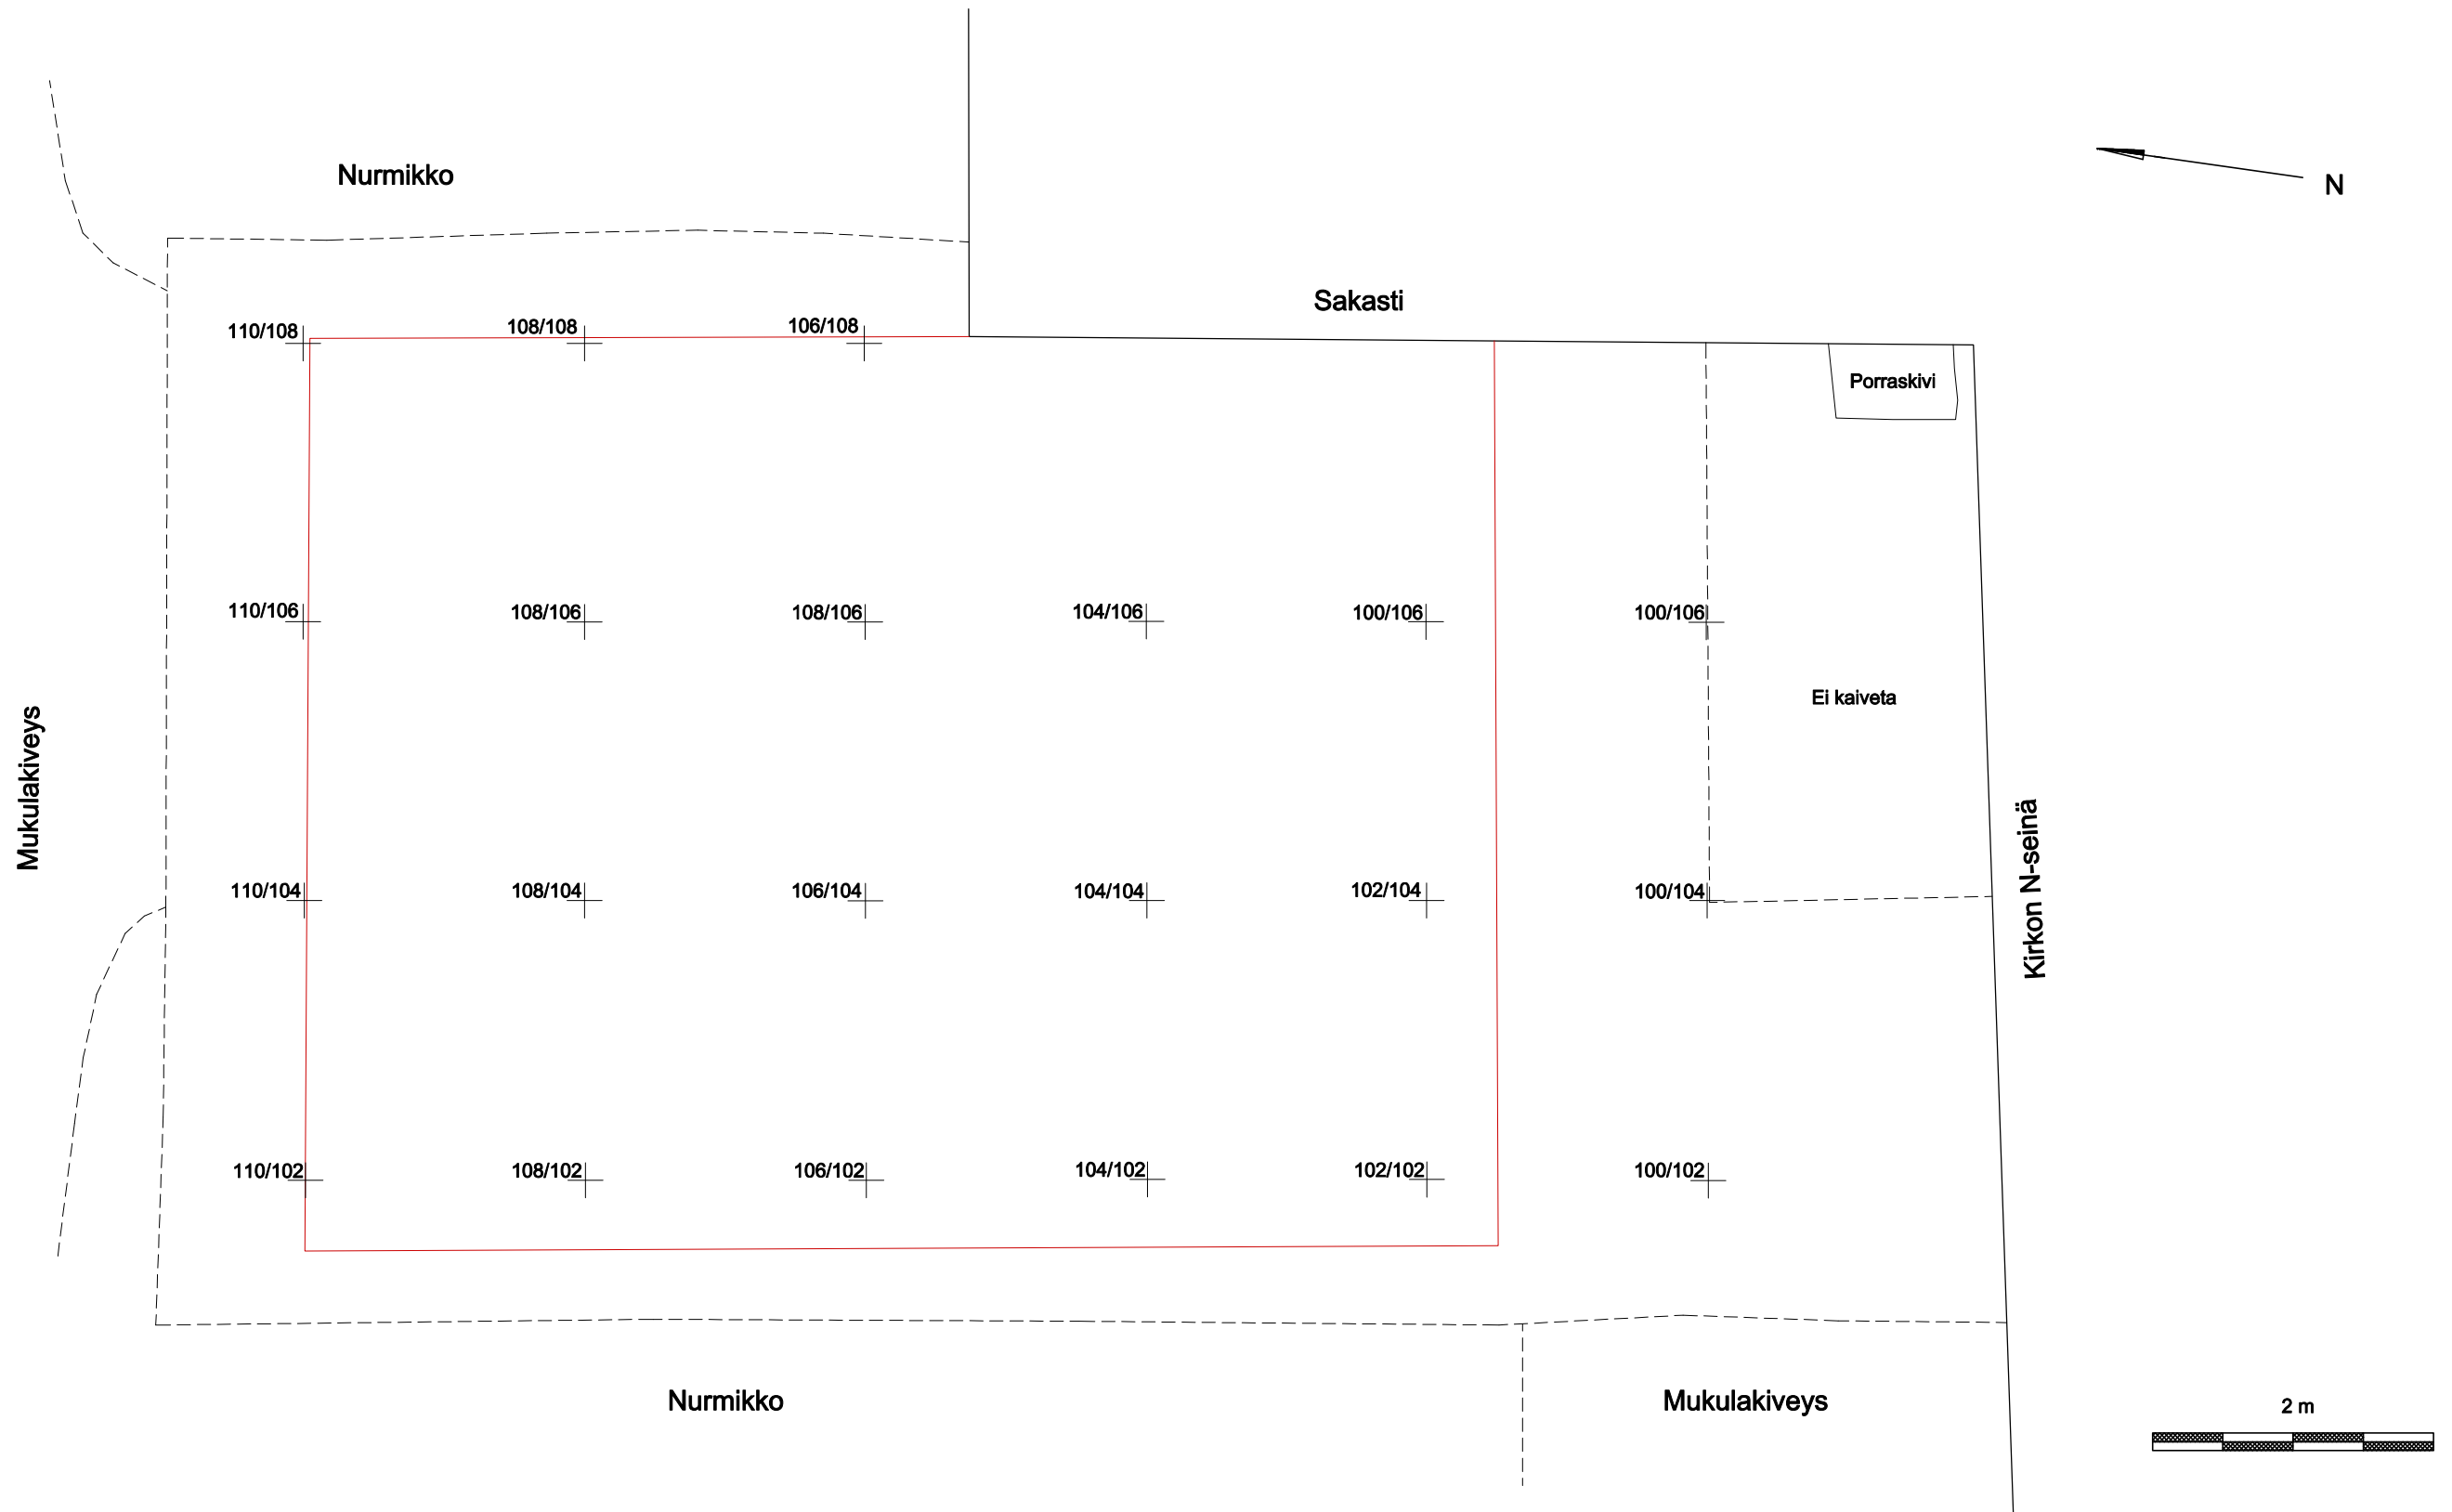 Nurmikko
N
Sakasti
110/108
108/108
106/108
Porraskivi
110/106
108/106
108/106
104/106
100/106
100/106
Ei kaiveta
Mukulakiveys
Kirkon N-seinä
110/104
108/104
106/104
104/104
102/104
100/104
110/102
108/102
106/102
104/102
102/102
100/102
Nurmikko
Mukulakiveys
2 m